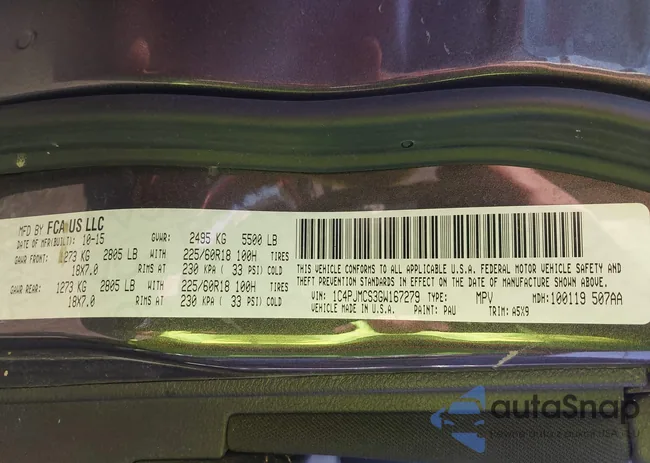 MFD BY FCA US LLC
DATE OF MFR(BUILT): 10-15 GVWR: 2495 KG 5500 LB
GAWR FRONT: 1273 KG 2805 LB WITH 225/60R18 100H TIRES
18X7.0 RIMS AT 230 KPA ( 33 PSI) COLD
GAWR REAR: 1273 KG 2805 LB WITH 225/60R18 100H TIRES
18X7.0 RIMS AT 230 KPA ( 33 PSI) COLD
THIS VEHICLE CONFORMS TO ALL APPLICABLE U.S.A. FEDERAL MOTOR VEHICLE SAFETY AND
THEFT PREVENTION STANDARDS IN EFFECT ON THE DATE OF MANUFACTURE SHOWN ABOVE.
VIN: 1C4PJMCS3GW167279 TYPE: MPV MDH: 100119 507AA
VEHICLE MADE IN U.S.A. PAINT: PAU TRIM: A5X9
autoSnap